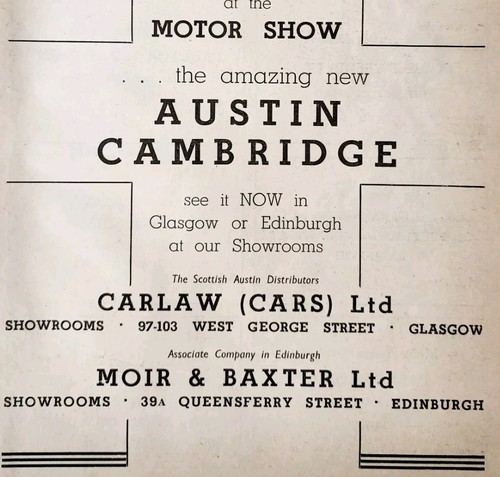 at the
MOTOR SHOW
. . . the amazing new
AUSTIN
CAMBRIDGE
see it NOW in
Glasgow or Edinburgh
at our Showrooms
The Scottish Austin Distributors
CARLAW (CARS) Ltd
SHOWROOMS · 97-103 WEST GEORGE STREET · GLASGOW
Associate Company in Edinburgh
MOIR & BAXTER Ltd
SHOWROOMS · 39A QUEENSFERRY STREET · EDINBURGH